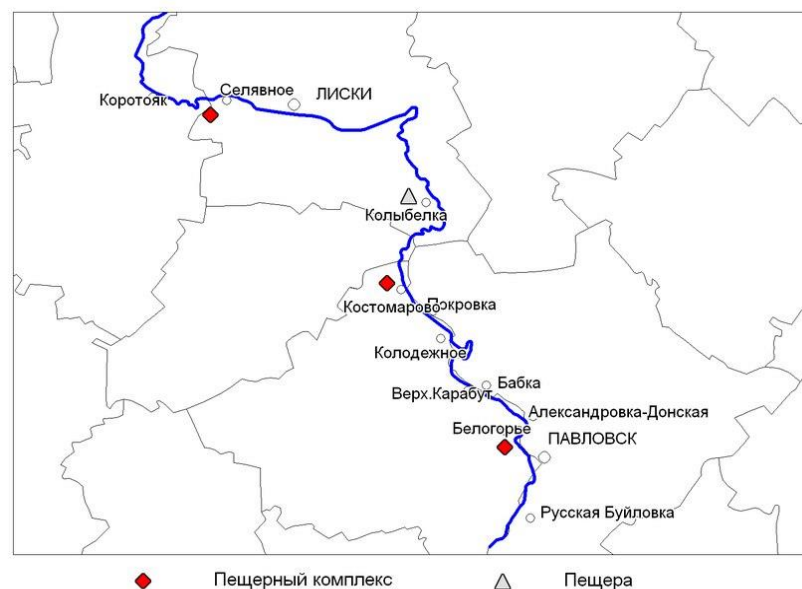 Селявное
ЛИСКИ
Коротояк
Колыбелка
Костомарово
Покровка
Колодежное
Бабка
Верх.Карабут
Александровка-Донская
Белогорье
ПАВЛОВСК
Русская Буйловка
Пещерный комплекс
Пещера